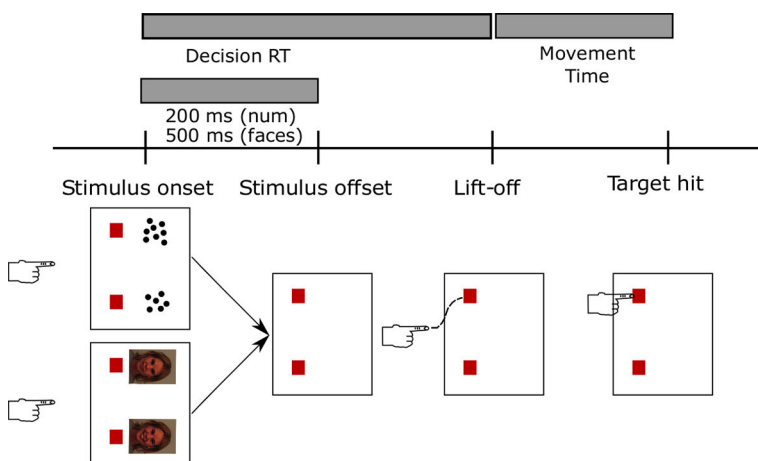 Decision RT
Movement
Time
200 ms (num)
500 ms (faces)
Stimulus onset
Stimulus offset
Lift-off
Target hit